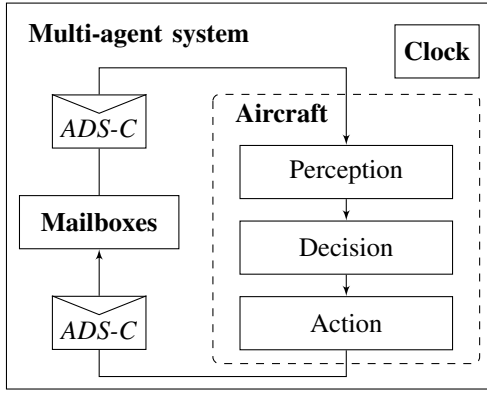 Multi-agent system
Clock
ADS-C
Aircraft
Perception
Mailboxes
Decision
ADS-C
Action